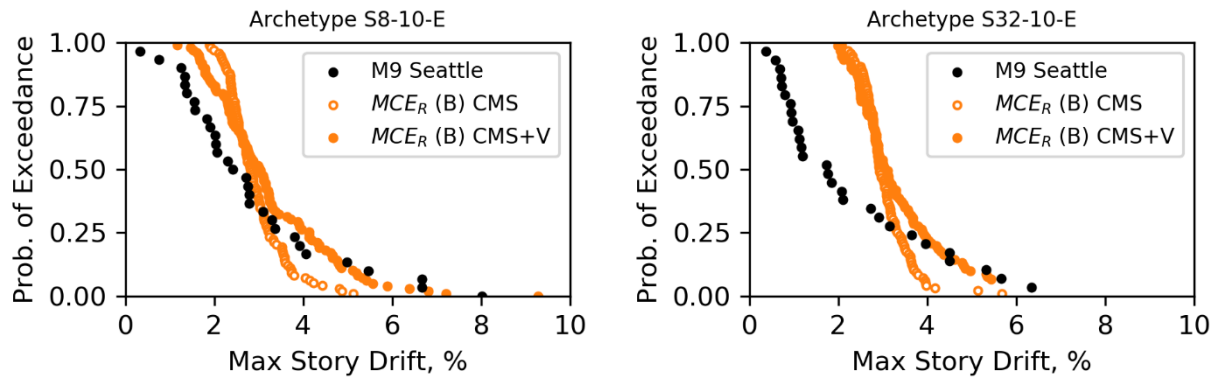 Archetype S8-10-E
Prob. of Exceedance
1.00
0.75
0.50
0.25
0.00
M9 Seattle
MCE_R (B) CMS
MCE_R (B) CMS+V
0 2 4 6 8 10
Max Story Drift, %
Archetype S32-10-E
Prob. of Exceedance
1.00
0.75
0.50
0.25
0.00
M9 Seattle
MCE_R (B) CMS
MCE_R (B) CMS+V
0 2 4 6 8 10
Max Story Drift, %